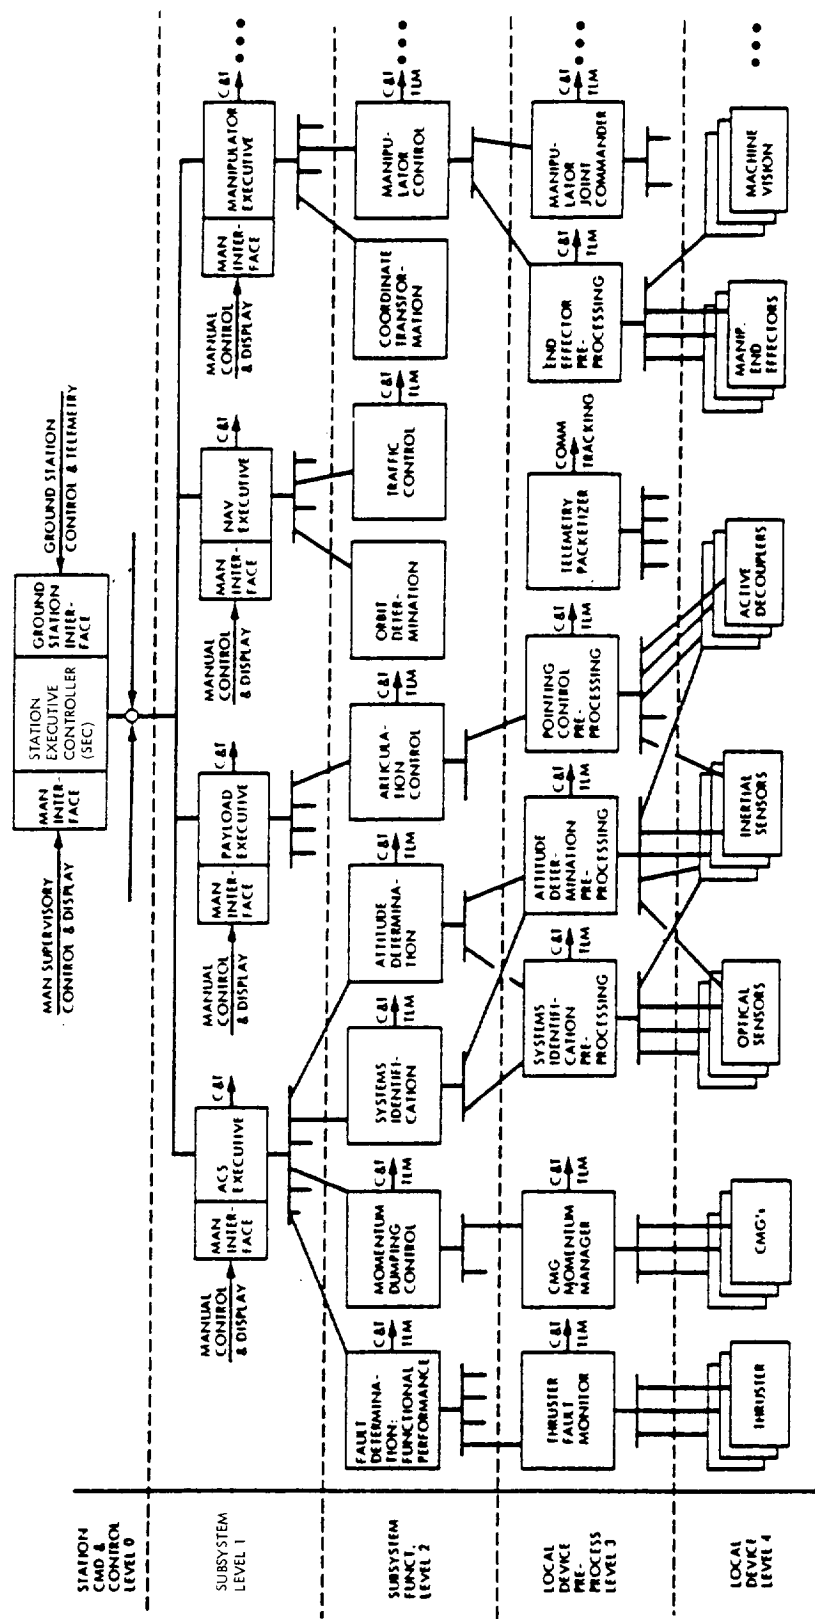 STATION
CMD &
CONTROL
LEVEL 0
MAN SUPERVISORY
CONTROL & DISPLAY
MAN
INTER-
FACE
STATION
EXECUTIVE
CONTROLLER
(SEC)
GROUND
STATION
INTER-
FACE
GROUND STATION
CONTROL & TELEMETRY
SUBSYSTEM
LEVEL 1
MANUAL
CONTROL
& DISPLAY
MAN
INTER-
FACE
ACS
EXECUTIVE
C&T
MANUAL
CONTROL
& DISPLAY
MAN
INTER-
FACE
PAYLOAD
EXECUTIVE
C&T
MANUAL
CONTROL
& DISPLAY
MAN
INTER-
FACE
NAV
EXECUTIVE
C&T
MANUAL
CONTROL
& DISPLAY
MAN
INTER-
FACE
MANIPULATOR
EXECUTIVE
C&T
SUBSYSTEM
FUNCT.
LEVEL 2
FAULT
DETERMINA-
TION:
FUNCTIONAL
PERFORMANCE
C&T
TLM
MOMENTUM
DUMPING
CONTROL
C&T
TLM
SYSTEMS
IDENTIFI-
CATION
C&T
TLM
ATTITUDE
DETERMINA-
TION
C&T
TLM
ARTICULA-
TION
CONTROL
C&T
TLM
ORBIT
DETER-
MINATION
TRAFFIC
CONTROL
C&T
TLM
COORDINATE
TRANSFOR-
MATION
MANIPU-
LATOR
CONTROL
C&T
TLM
LOCAL
DEVICE
PRE-
PROCESS
LEVEL 3
THRUSTER
FAULT
MONITOR
C&T
TLM
CMG
MOMENTUM
MANAGER
C&T
TLM
SYSTEMS
IDENTIFI-
CATION
PRE-
PROCESSING
C&T
TLM
ATTITUDE
DETER-
MINATION
PRE-
PROCESSING
C&T
TLM
POINTING
CONTROL
PRE-
PROCESSING
C&T
TLM
TELEMETRY
PACKETIZER
COMM
TRACKING
END
EFFECTOR
PRE-
PROCESSING
C&T
TLM
MANIPU-
LATOR
JOINT
COMMANDER
C&T
TLM
LOCAL
DEVICE
LEVEL 4
THRUSTER
CMG's
OPTICAL
SENSORS
INERTIAL
SENSORS
ACTIVE
DECOUPLERS
MANIP.
END
EFFECTORS
MACHINE
VISION